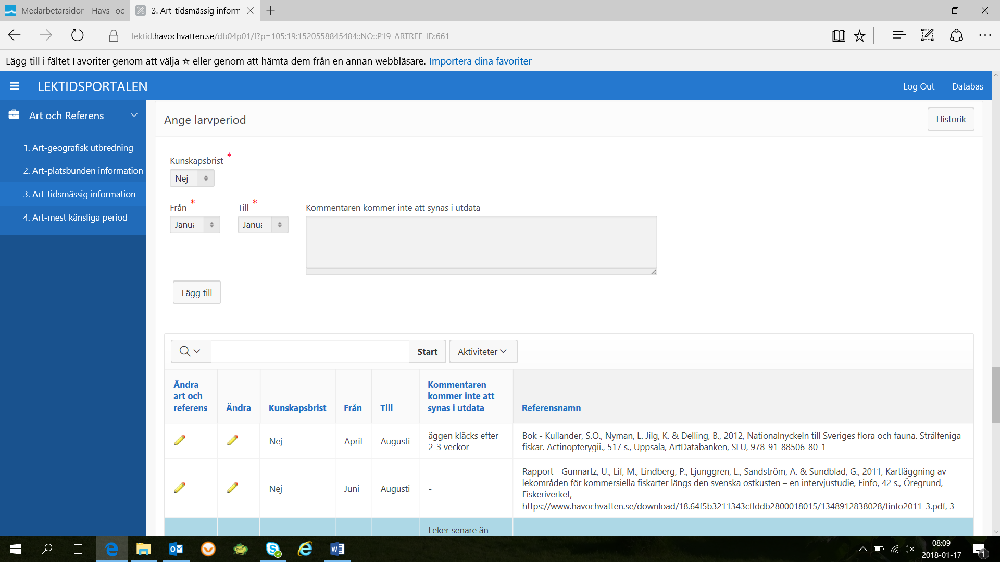 Medarbetarsidor - Havs- oc
3. Art-tidsmässig inform
lektid.havochvatten.se/db04p01/f?p=105:19:1520558845484::NO::P19_ARTREF_ID:661
Lägg till i fältet Favoriter genom att välja ☆ eller genom att hämta dem från en annan webbläsare. Importera dina favoriter
LEKTIDSPORTALEN
Log Out
Databas
Art och Referens
1. Art-geografisk utbredning
2. Art-platsbunden information
3. Art-tidsmässig information
4. Art-mest känsliga period
Ange larvperiod
Historik
Kunskapsbrist *
Nej
Från *
Till *
Kommentaren kommer inte att synas i utdata
Janua
Janua
Lägg till
Start
Aktiviteter
Ändra
art och
referens
Ändra
Kunskapsbrist
Från
Till
Kommentaren
kommer inte att
synas i utdata
Referensnamn
Nej
April
Augusti
äggen kläcks efter
2-3 veckor
Bok - Kullander, S.O., Nyman, L. Jilg, K. & Delling, B., 2012, Nationalnyckeln till Sveriges flora och fauna. Strålfeniga
fiskar. Actinopterygii., 517 s., Uppsala, ArtDatabanken, SLU, 978-91-88506-80-1
Nej
Juni
Augusti
-
Rapport - Gunnartz, U., Lif, M., Lindberg, P., Ljunggren, L., Sandström, A. & Sundblad, G., 2011, Kartläggning av
lekområden för kommersiella fiskarter längs den svenska ostkusten – en intervjustudie, Finfo, 42 s., Öregrund,
Fiskeriverket,
https://www.havochvatten.se/download/18.64f5b3211343cffddb2800018015/1348912838028/finfo2011_3.pdf, 3
Leker senare än
08:09
2018-01-17
1